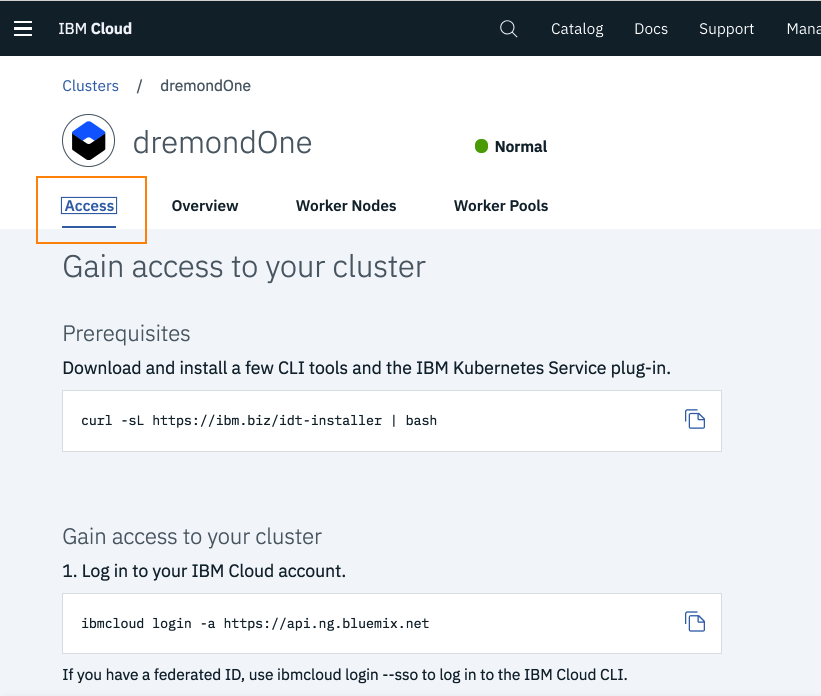 IBM Cloud Catalog Docs Support Mana
Clusters / dremondOne
dremondOne
Normal
Access Overview Worker Nodes Worker Pools
Gain access to your cluster
Prerequisites
Download and install a few CLI tools and the IBM Kubernetes Service plug-in.
curl -sL https://ibm.biz/idt-installer | bash
Gain access to your cluster
1. Log in to your IBM Cloud account.
ibmcloud login -a https://api.ng.bluemix.net
If you have a federated ID, use ibmcloud login --sso to log in to the IBM Cloud CLI.